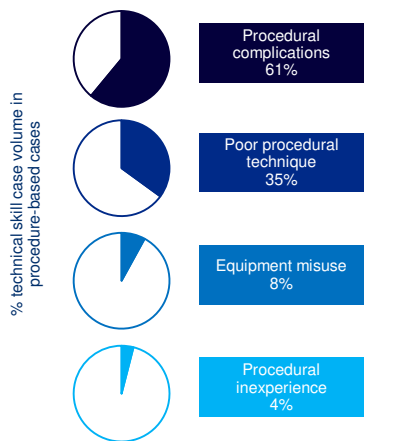 % technical skill case volume in
procedure-based cases
Procedural
complications
61%
Poor procedural
technique
35%
Equipment misuse
8%
Procedural
inexperience
4%